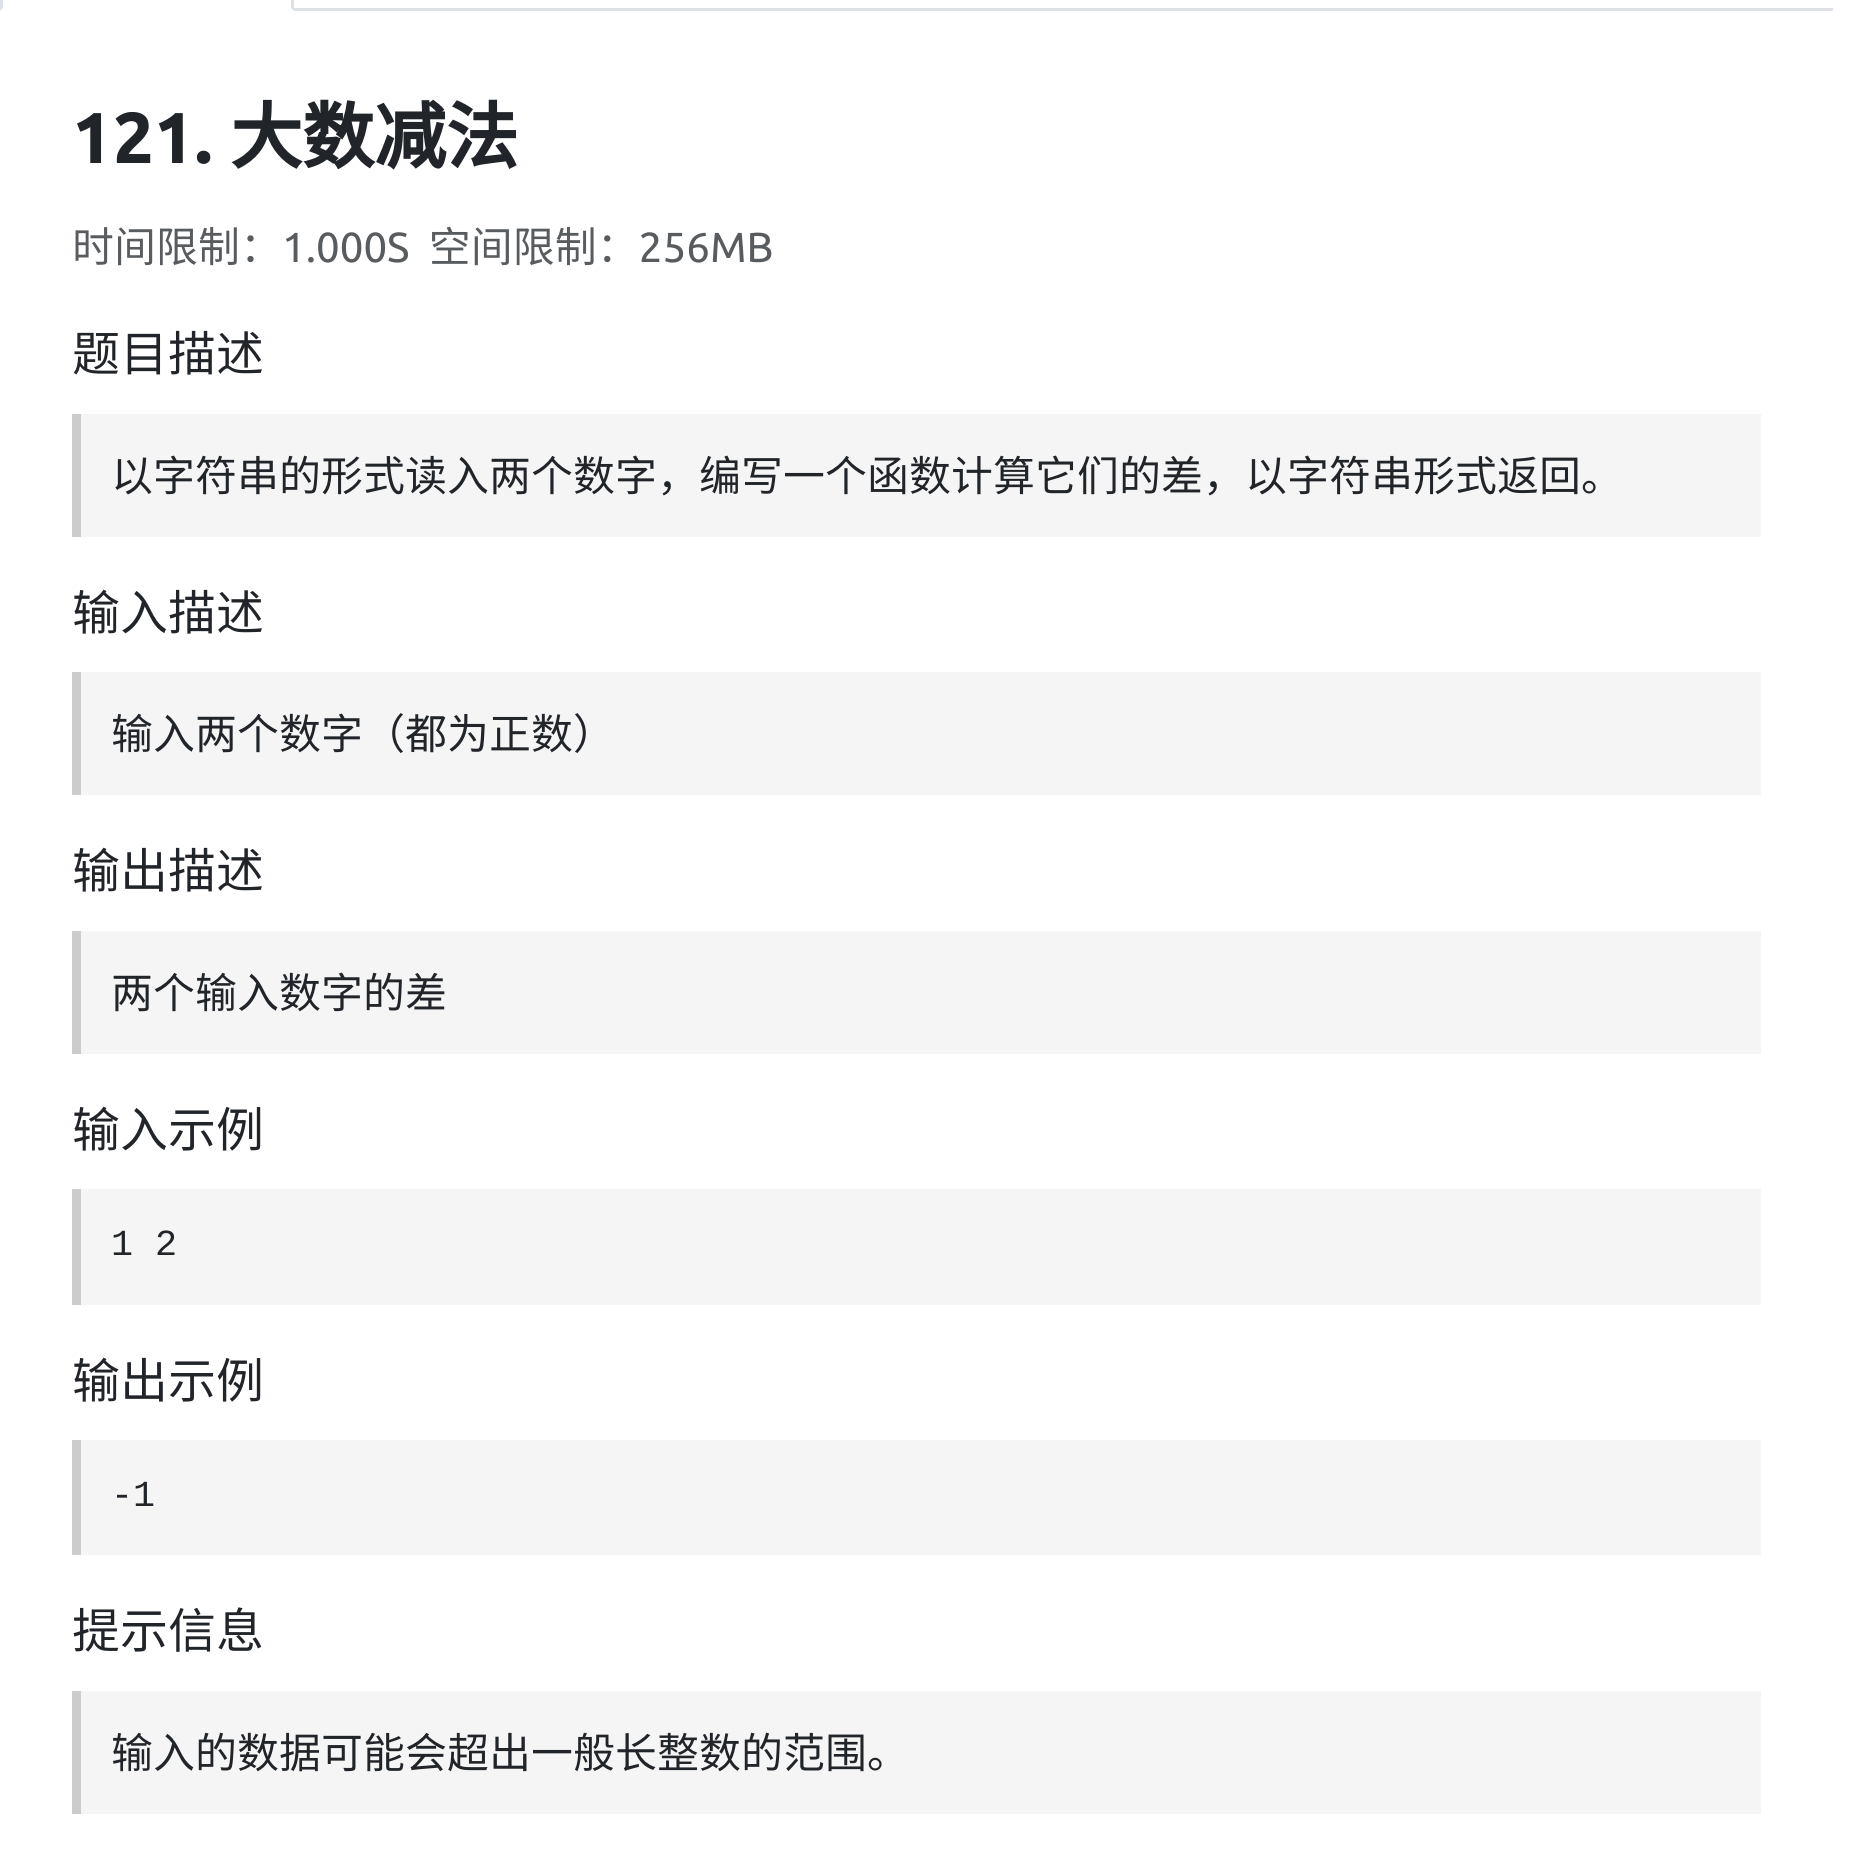 121. 大数减法
时间限制：1.000S 空间限制：256MB
题目描述
以字符串的形式读入两个数字，编写一个函数计算它们的差，以字符串形式返回。
输入描述
输入两个数字（都为正数）
输出描述
两个输入数字的差
输入示例
1 2
输出示例
-1
提示信息
输入的数据可能会超出一般长整数的范围。